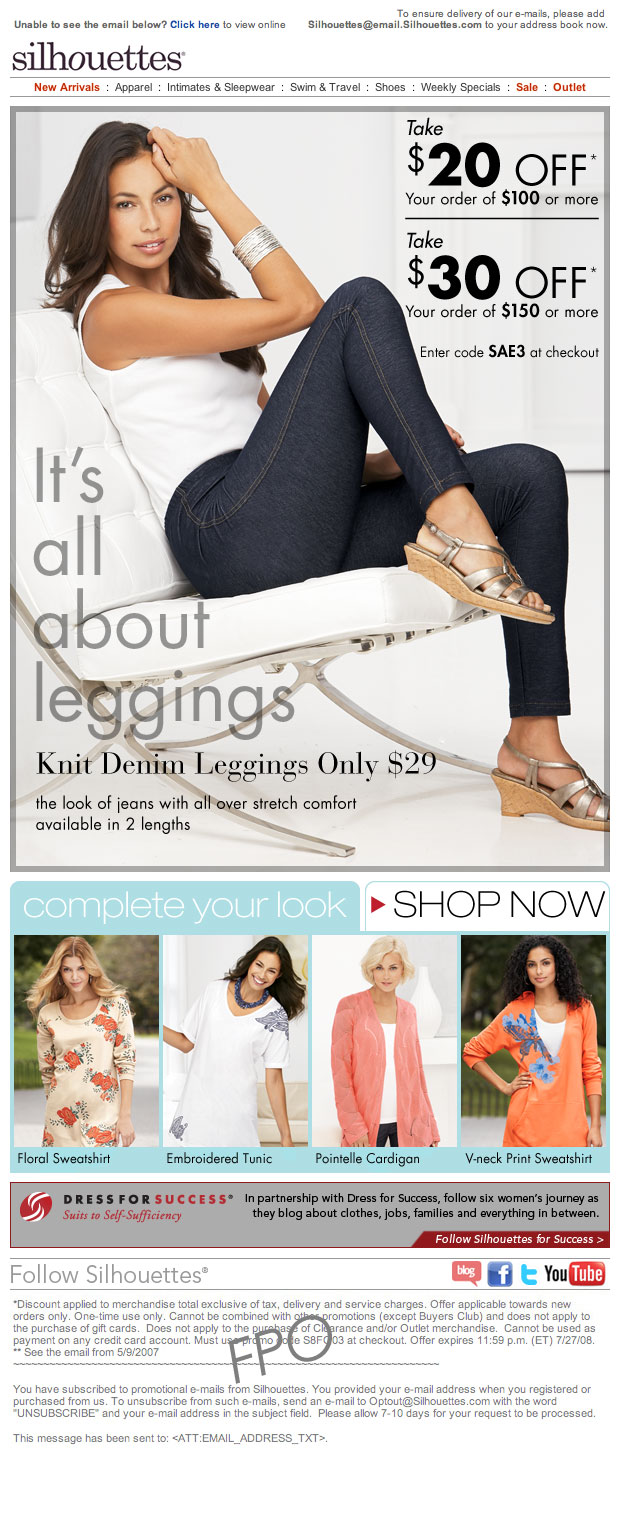 To ensure delivery of our e-mails, please add
Unable to see the email below? Click here to view online
Silhouettes@email.Silhouettes.com to your address book now.
silhouettes®
New Arrivals : Apparel : Intimates & Sleepwear : Swim & Travel : Shoes : Weekly Specials : Sale : Outlet
Take
$20 OFF*
Your order of $100 or more
Take
$30 OFF*
Your order of $150 or more
Enter code SAE3 at checkout
It's
all
about
leggings
Knit Denim Leggings Only $29
the look of jeans with all over stretch comfort
available in 2 lengths
complete your look
SHOP NOW
Floral Sweatshirt
Embroidered Tunic
Pointelle Cardigan
V-neck Print Sweatshirt
DRESS FOR SUCCESS®
Suits to Self-Sufficiency
In partnership with Dress for Success, follow six women's journey as
they blog about clothes, jobs, families and everything in between.
Follow Silhouettes for Success >
Follow Silhouettes®
blog
f
t
YouTube
*Discount applied to merchandise total exclusive of tax, delivery and service charges. Offer applicable towards new
orders only. One-time use only. Cannot be combined with other promotions (except Buyers Club) and does not apply to
the purchase of gift cards. Does not apply to the purchase of Clearance and/or Outlet merchandise. Cannot be used as
payment on any credit card account. Must use promo code S8F003 at checkout. Offer expires 11:59 p.m. (ET) 7/27/08.
** See the email from 5/9/2007
FPO
~~~~~~~~~~~~~~~~~~~~~~~~~~~~~~~~~~~~~~~~~~~~~~~~~~~~~~~~~~~~~~~~~~~~~~~~
You have subscribed to promotional e-mails from Silhouettes. You provided your e-mail address when you registered or
purchased from us. To unsubscribe from such e-mails, send an e-mail to Optout@Silhouettes.com with the word
"UNSUBSCRIBE" and your e-mail address in the subject field. Please allow 7-10 days for your request to be processed.
This message has been sent to: <ATT:EMAIL_ADDRESS_TXT>.